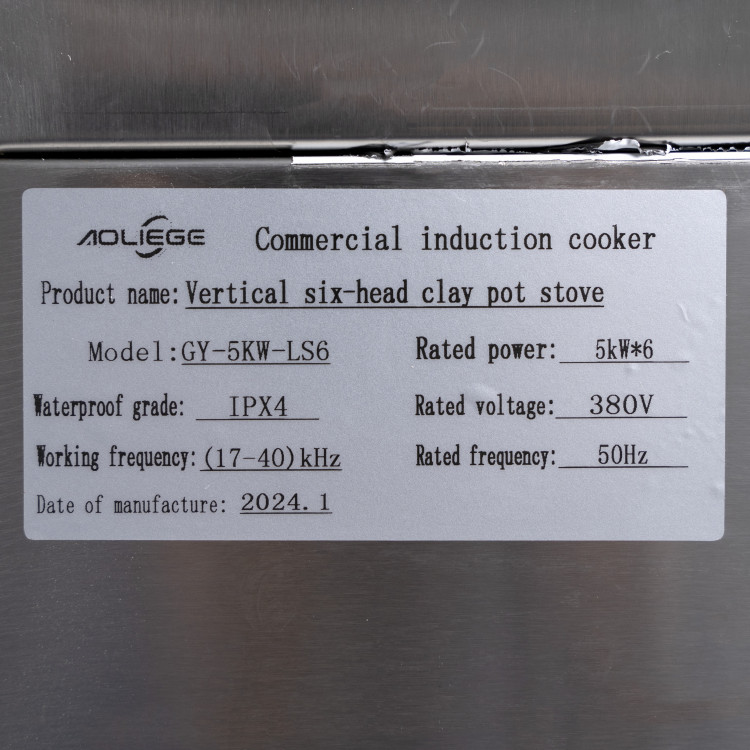 AOLIEGE Commercial induction cooker
Product name: Vertical six-head clay pot stove
Model: GY-5KW-LS6 Rated power: 5kW*6
Waterproof grade: IPX4 Rated voltage: 380V
Working frequency: (17-40)kHz Rated frequency: 50Hz
Date of manufacture: 2024.1